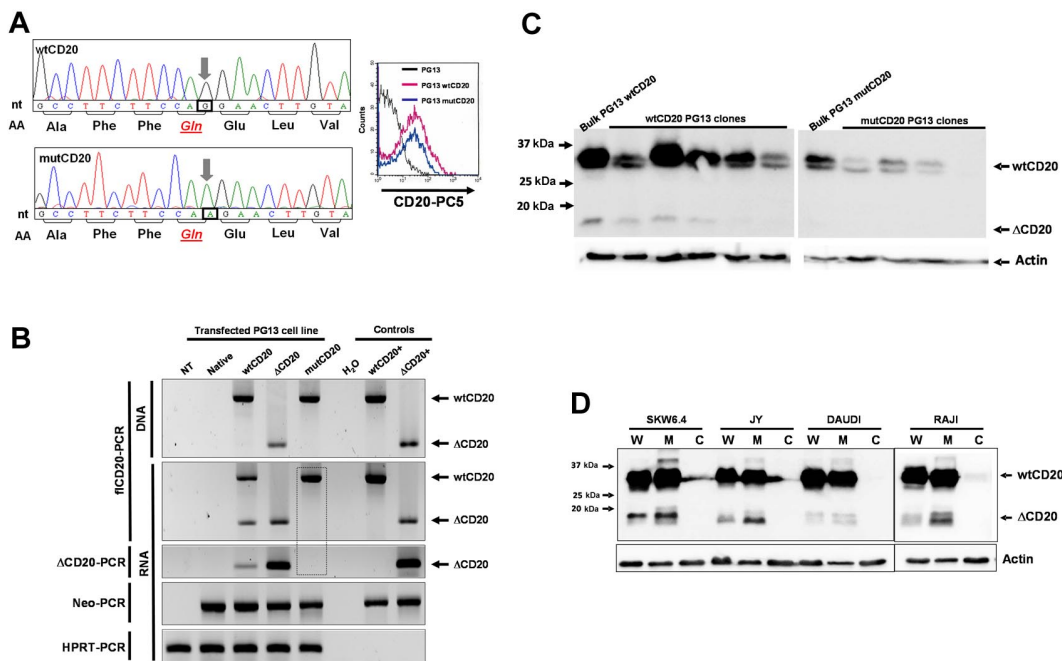 A
wtCD20
nt G C C T T C T T C C A G G A A C T T G T A
AA Ala Phe Phe Gln Glu Leu Val
mutCD20
nt G C C T T C T T C C A A G A A C T T G T A
AA Ala Phe Phe Gln Glu Leu Val
PG13
PG13 wtCD20
PG13 mutCD20
Counts
CD20-PC5
B
Transfected PG13 cell line Controls
NT Native wtCD20 ΔCD20 mutCD20 H2O wtCD20+ ΔCD20+
flCD20-PCR
DNA
wtCD20
ΔCD20
RNA
wtCD20
ΔCD20
ΔCD20-PCR ΔCD20
Neo-PCR
HPRT-PCR
C
Bulk PG13 wtCD20 wtCD20 PG13 clones Bulk PG13 mutCD20 mutCD20 PG13 clones
37 kDa
wtCD20
25 kDa
20 kDa
ΔCD20
Actin
D
SKW6.4 JY DAUDI RAJI
W M C W M C W M C W M C
37 kDa
wtCD20
25 kDa
20 kDa
ΔCD20
Actin